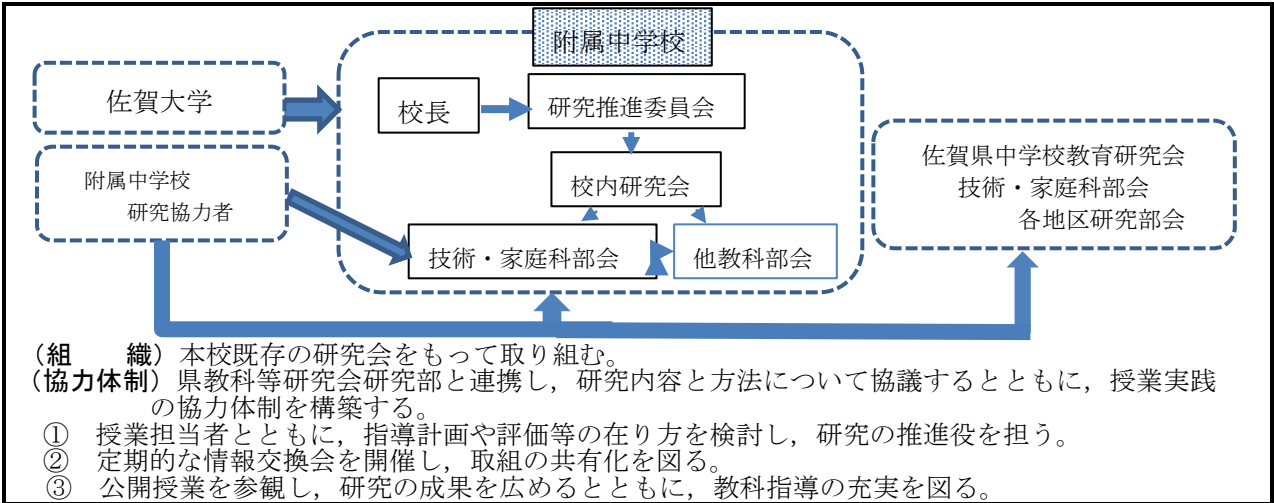 附属中学校
佐賀大学
校長
研究推進委員会
附属中学校
研究協力者
校内研究会
佐賀県中学校教育研究会
技術・家庭科部会
各地区研究部会
技術・家庭科部会
他教科部会
(組　　織) 本校既存の研究会をもって取り組む。
(協力体制) 県教科等研究会研究部と連携し，研究内容と方法について協議するとともに，授業実践
の協力体制を構築する。
①　授業担当者とともに，指導計画や評価等の在り方を検討し，研究の推進役を担う。
②　定期的な情報交換会を開催し，取組の共有化を図る。
③　公開授業を参観し，研究の成果を広めるとともに，教科指導の充実を図る。